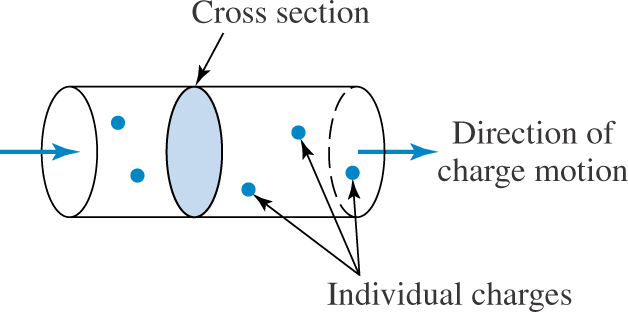 Cross section
Direction of
charge motion
Individual charges